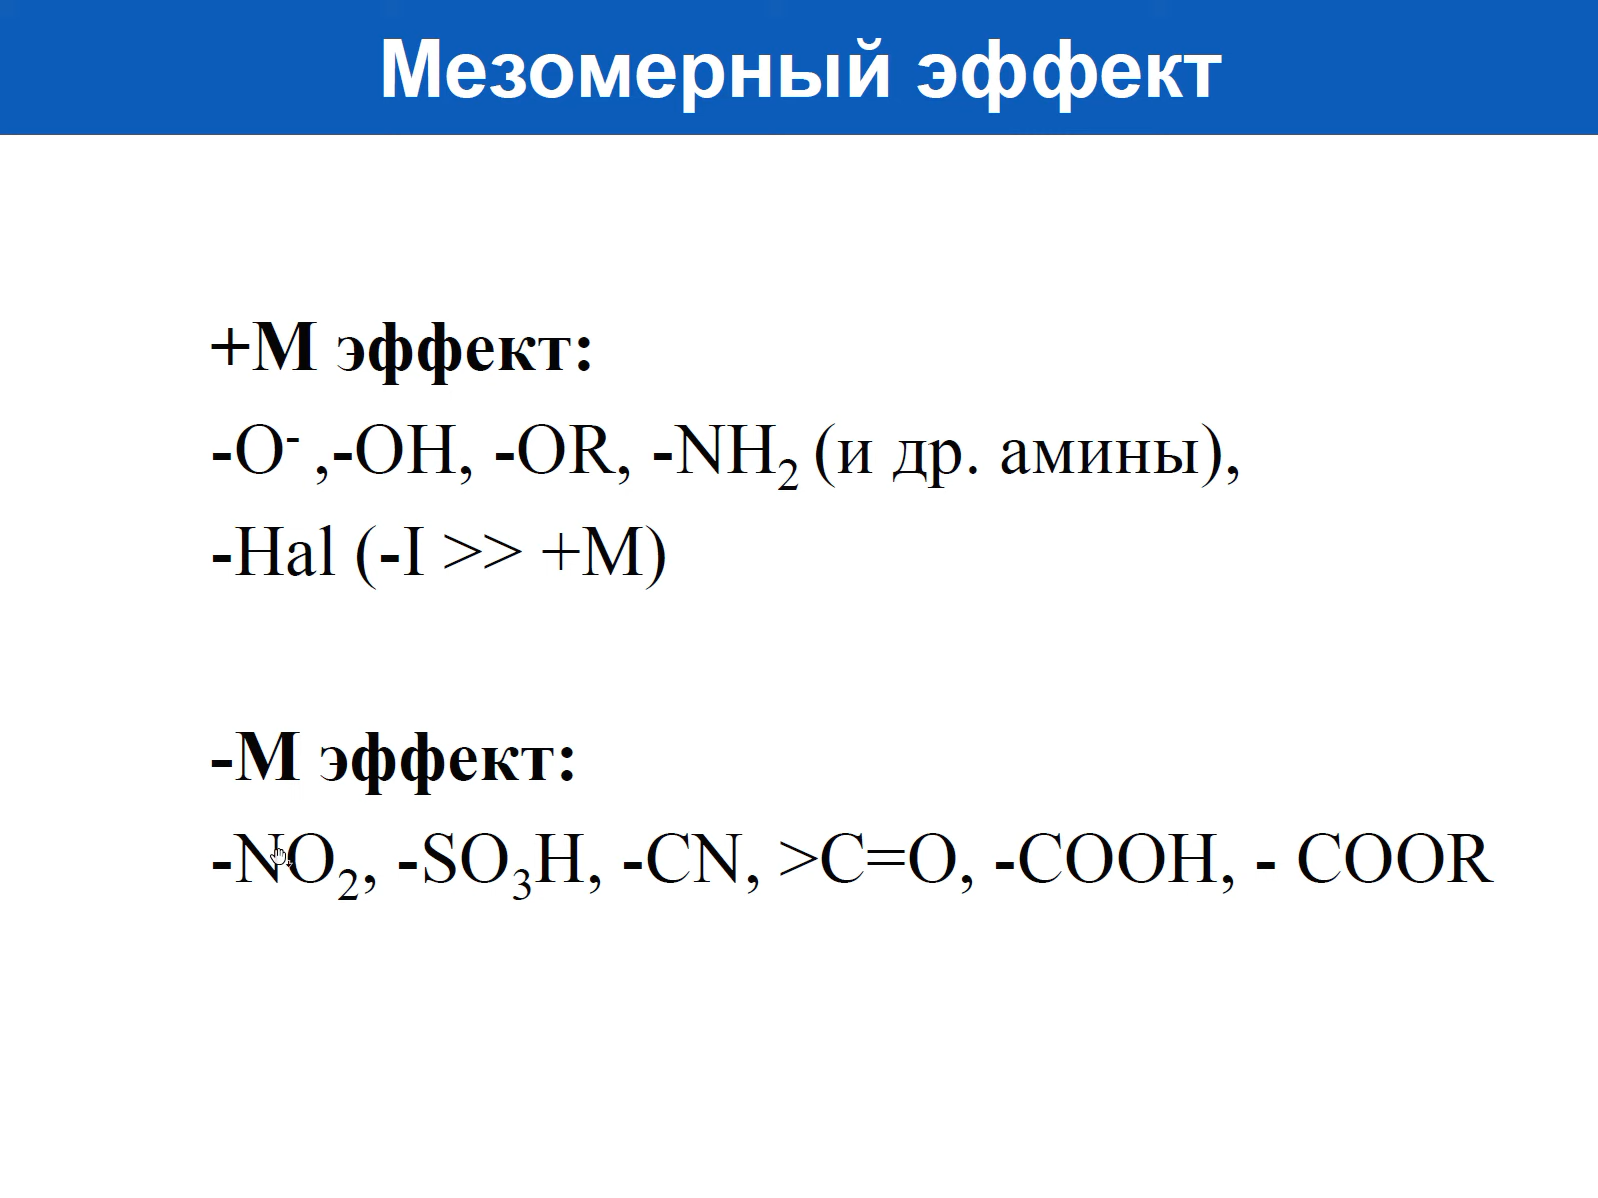 Мезомерный эффект
+М эффект:
-O⁻ ,-OH, -OR, -NH₂ (и др. амины),
-Hal (-I >> +M)
-М эффект:
-NO₂, -SO₃H, -CN, >C=O, -COOH, - COOR